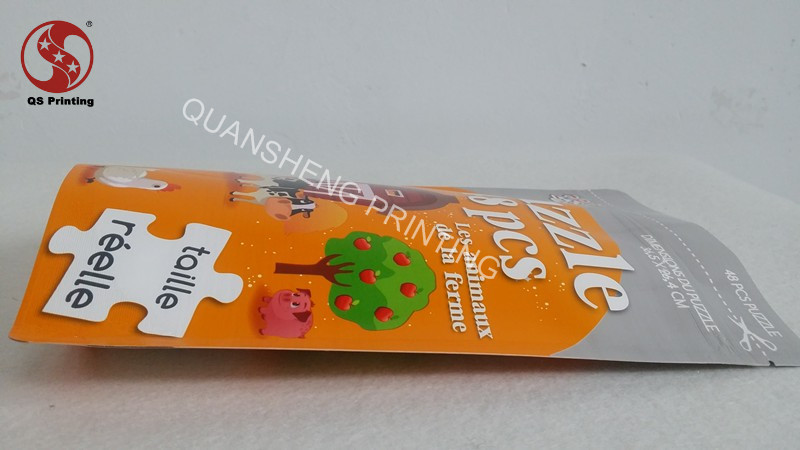 QS Printing
QUANSHENG PRINTING
zzle
8 pcs
Les animaux
de la ferme
taille
réelle
48 PCS PUZZLE
DIMENSIONS DU PUZZLE